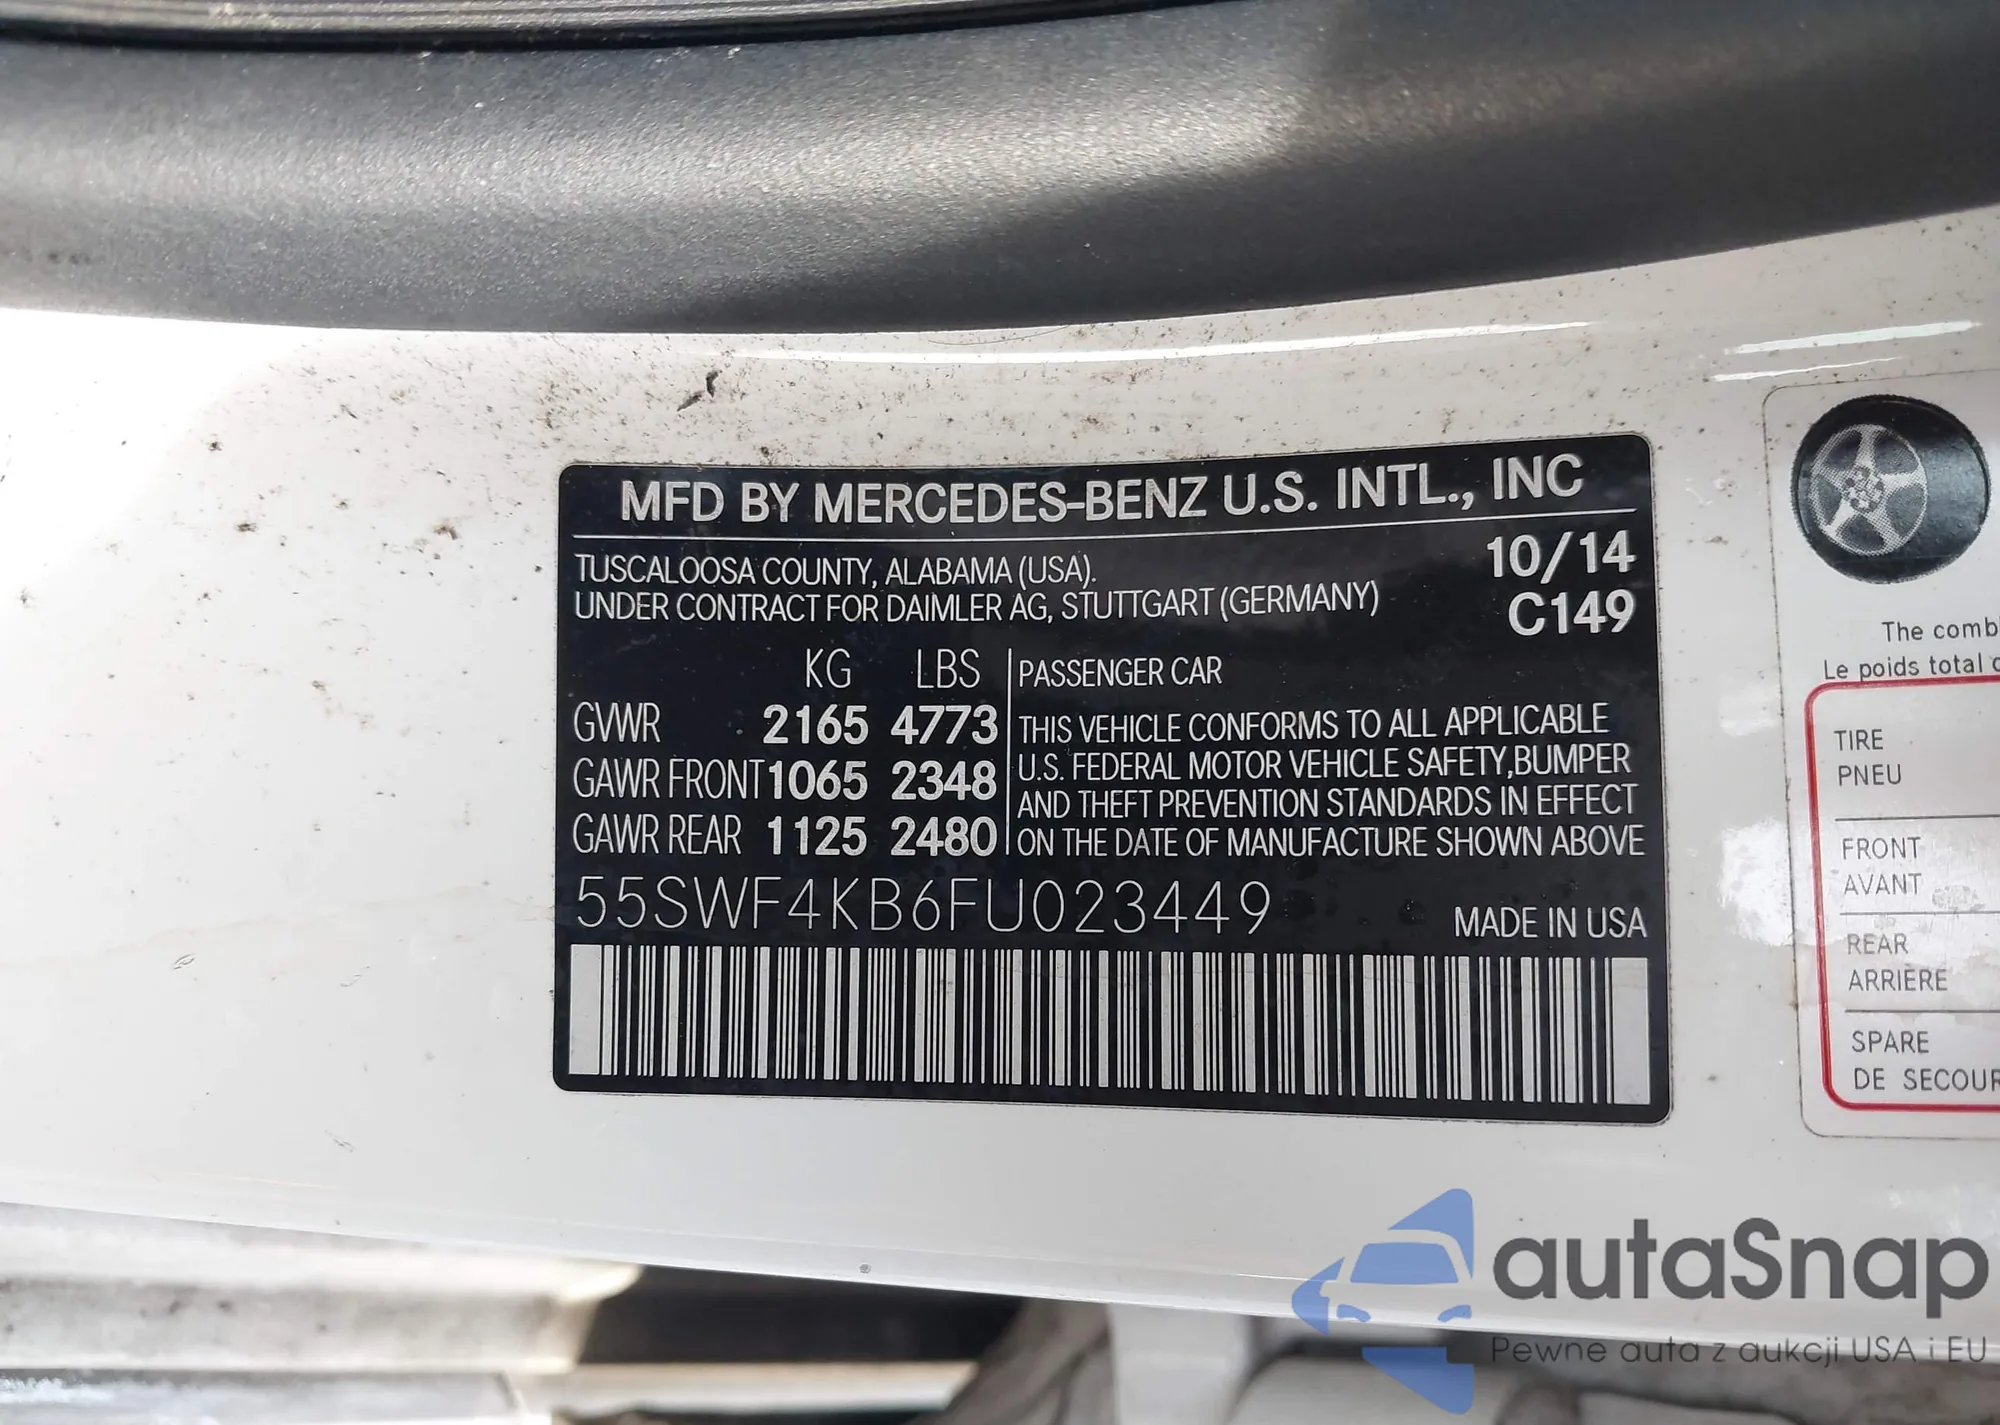 MFD BY MERCEDES-BENZ U.S. INTL., INC
10/14
TUSCALOOSA COUNTY, ALABAMA (USA).
UNDER CONTRACT FOR DAIMLER AG, STUTTGART (GERMANY)
C149
KG LBS
GVWR 2165 4773
GAWR FRONT 1065 2348
GAWR REAR 1125 2480
PASSENGER CAR
THIS VEHICLE CONFORMS TO ALL APPLICABLE
U.S. FEDERAL MOTOR VEHICLE SAFETY,BUMPER
AND THEFT PREVENTION STANDARDS IN EFFECT
ON THE DATE OF MANUFACTURE SHOWN ABOVE
55SWF4KB6FU023449
MADE IN USA
The comb
Le poids total
TIRE
PNEU
FRONT
AVANT
REAR
ARRIÈRE
SPARE
DE SECOUR
autaSnap
Pewne auta z aukcji USA i EU